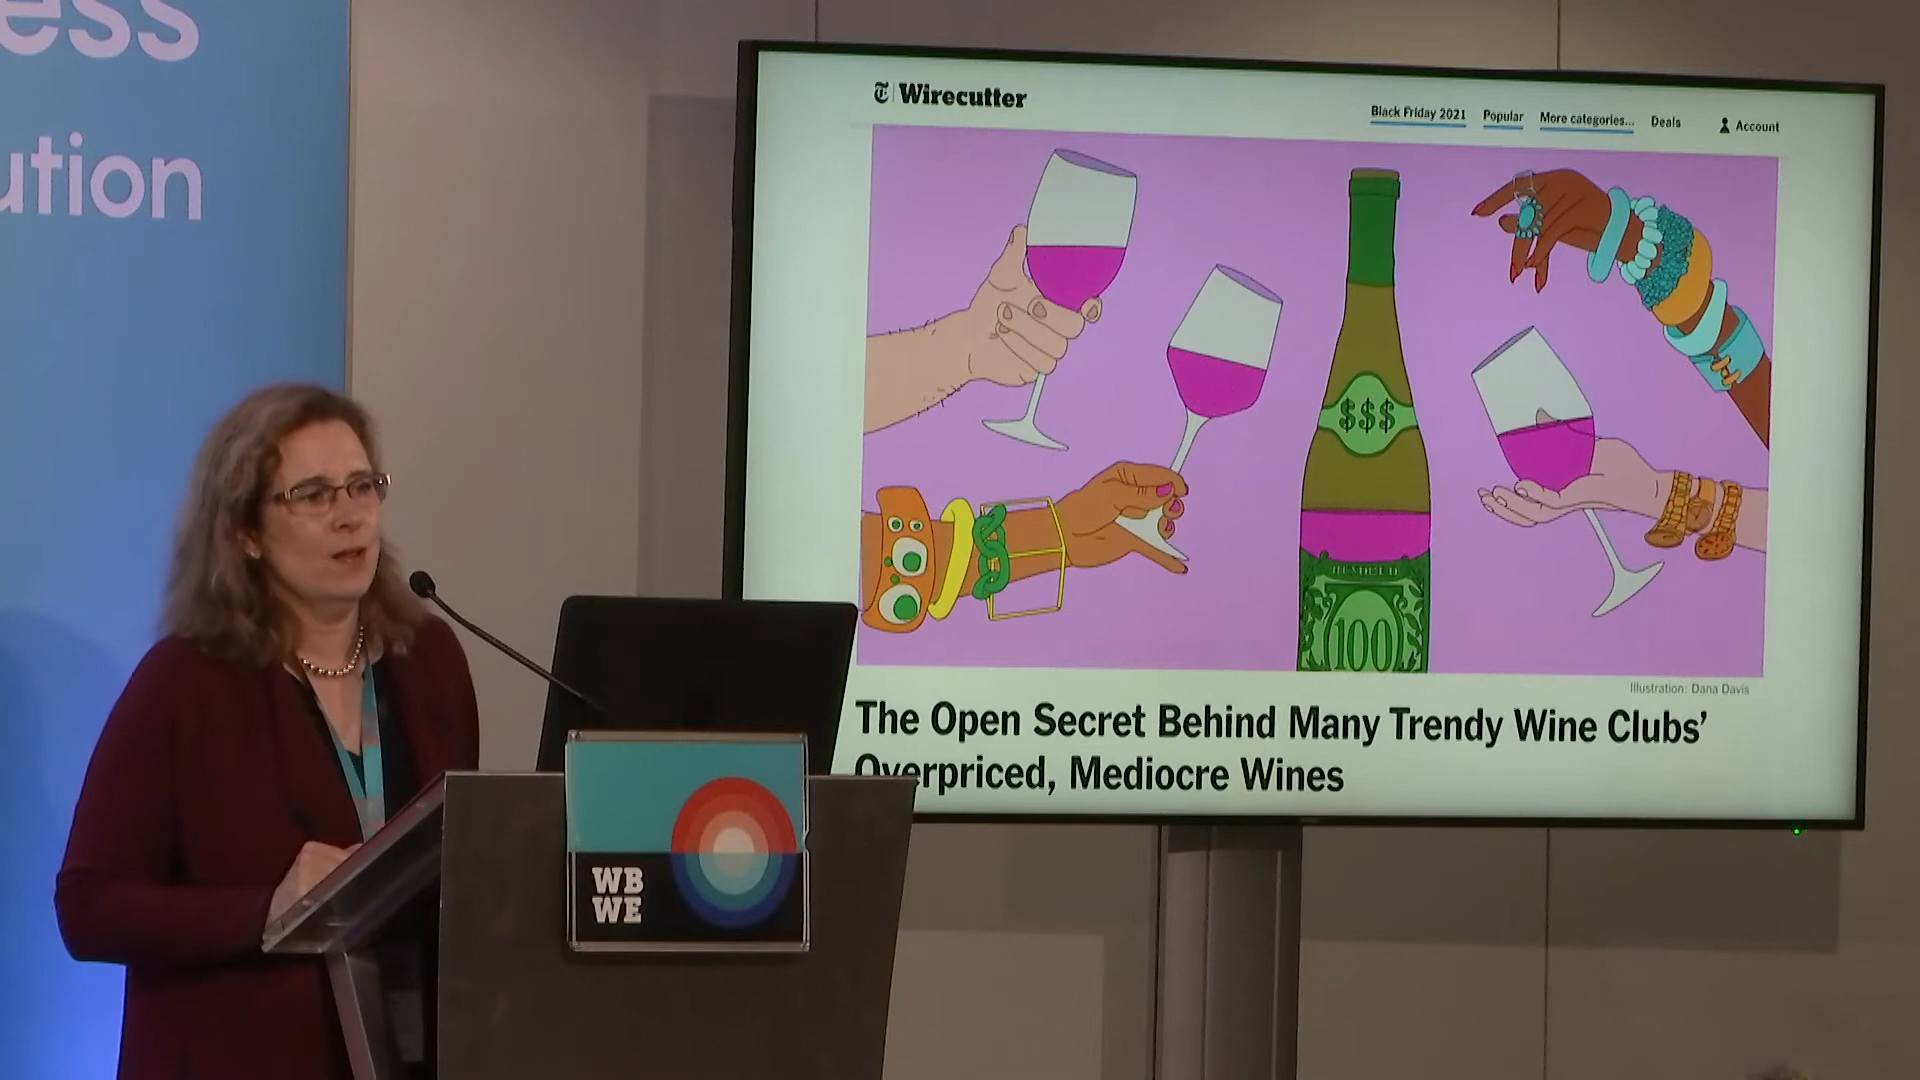 ess
ution
Wirecutter
Black Friday 2021
Popular
More categories...
Deals
Account
$$$
HUNDRED
100
Illustration: Dana Davis
The Open Secret Behind Many Trendy Wine Clubs’
Overpriced, Mediocre Wines
WB
WE